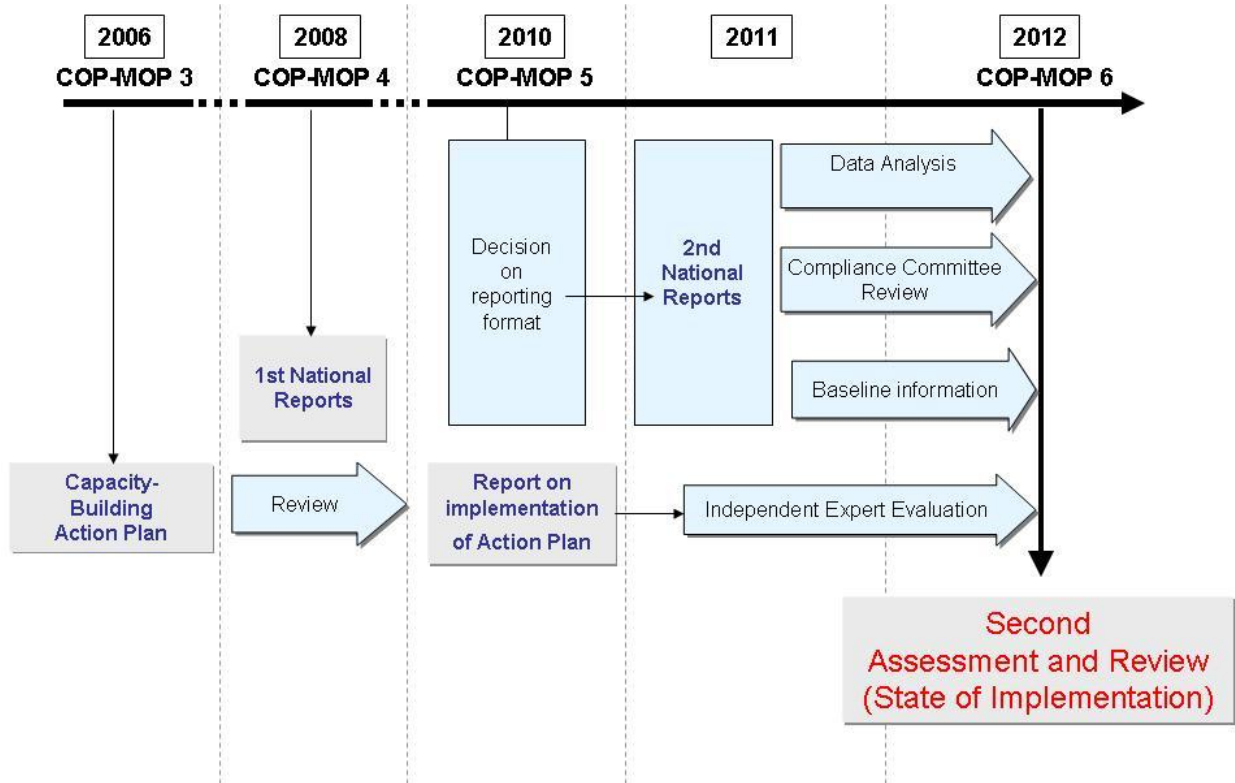 2006
COP-MOP 3
2008
COP-MOP 4
2010
COP-MOP 5
2011
2012
COP-MOP 6
Data Analysis
Decision
on
reporting
format
2nd
National
Reports
Compliance Committee
Review
1st National
Reports
Baseline information
Capacity-
Building
Action Plan
Review
Report on
implementation
of Action Plan
Independent Expert Evaluation
Second
Assessment and Review
(State of Implementation)